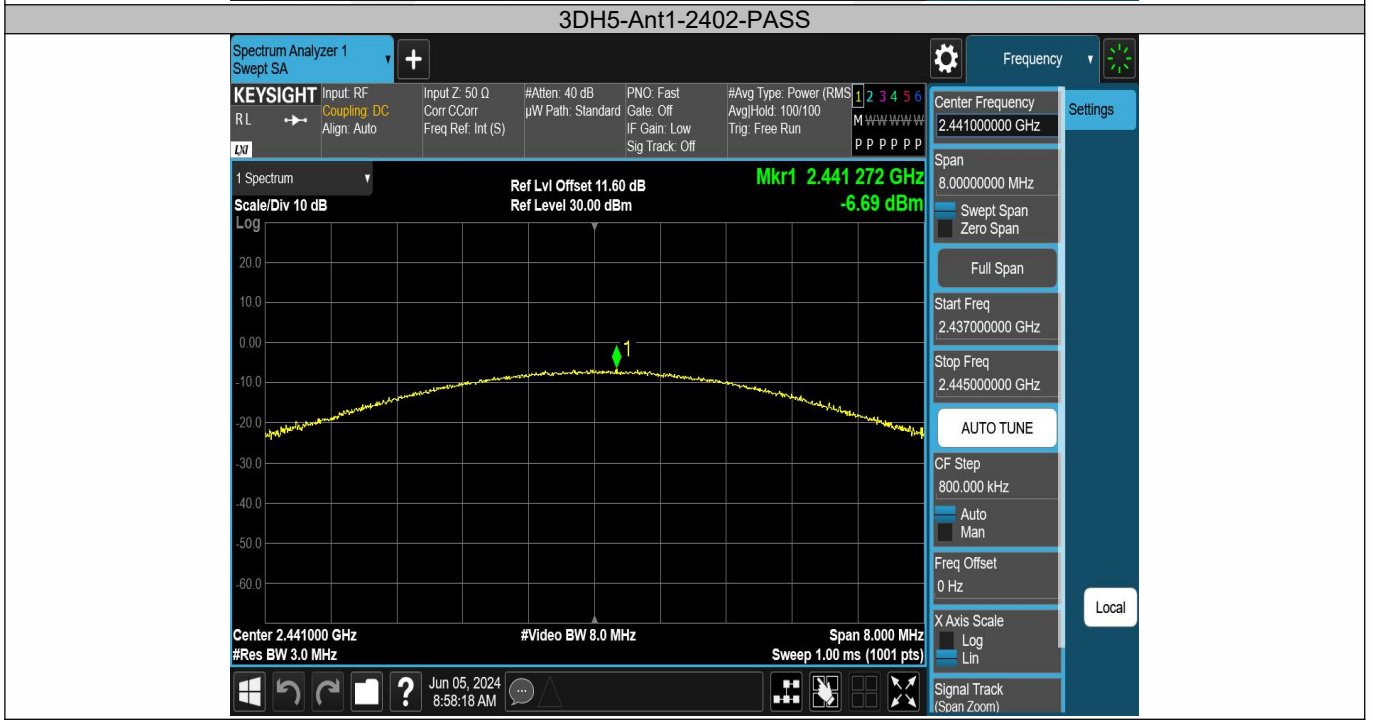 3DH5-Ant1-2402-PASS
Spectrum Analyzer 1
Swept SA
+
Frequency
KEYSIGHT
RL
LXI
Input: RF
Coupling: DC
Align: Auto
Input Z: 50 Ω
Corr CCorr
Freq Ref: Int (S)
#Atten: 40 dB
µW Path: Standard
PNO: Fast
Gate: Off
IF Gain: Low
Sig Track: Off
#Avg Type: Power (RMS
Avg|Hold: 100/100
Trig: Free Run
1 2 3 4 5 6
M W W W W W
P P P P P P
1 Spectrum
Scale/Div 10 dB
Log
Ref Lvl Offset 11.60 dB
Ref Level 30.00 dBm
Mkr1 2.441 272 GHz
-6.69 dBm
20.0
10.0
0.00
-10.0
-20.0
-30.0
-40.0
-50.0
-60.0
1
Center 2.441000 GHz
#Res BW 3.0 MHz
#Video BW 8.0 MHz
Span 8.000 MHz
Sweep 1.00 ms (1001 pts)
Center Frequency
2.441000000 GHz
Span
8.00000000 MHz
Swept Span
Zero Span
Full Span
Start Freq
2.437000000 GHz
Stop Freq
2.445000000 GHz
AUTO TUNE
CF Step
800.000 kHz
Auto
Man
Freq Offset
0 Hz
X Axis Scale
Log
Lin
Signal Track
(Span Zoom)
Settings
Local
?
Jun 05, 2024
8:58:18 AM